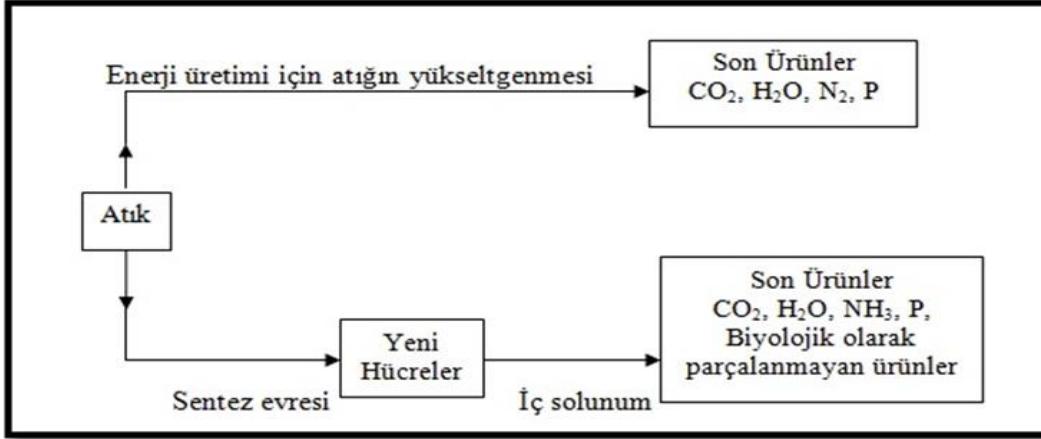 Enerji üretimi için atığın yükseltgenmesi
Son Ürünler
CO₂, H₂O, N₂, P
Atık
Yeni
Hücreler
Sentez evresi
İç solunum
Son Ürünler
CO₂, H₂O, NH₃, P,
Biyolojik olarak
parçalanmayan ürünler